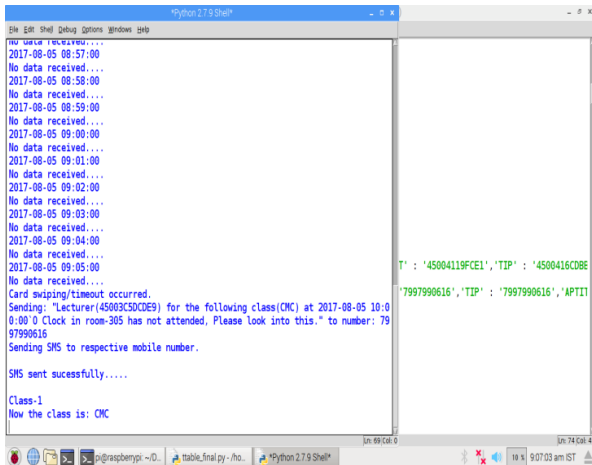 *Python 2.7.9 Shell*
File Edit Shell Debug Options Windows Help
No data received....
2017-08-05 08:57:00
No data received....
2017-08-05 08:58:00
No data received....
2017-08-05 08:59:00
No data received....
2017-08-05 09:00:00
No data received....
2017-08-05 09:01:00
No data received....
2017-08-05 09:02:00
No data received....
2017-08-05 09:03:00
No data received....
2017-08-05 09:04:00
No data received....
2017-08-05 09:05:00
No data received....
Card swiping/timeout occurred.
Sending: "Lecturer(45003C5DCDE9) for the following class(CMC) at 2017-08-05 10:0
0:00`0 Clock in room-305 has not attended, Please look into this." to number: 79
97990616
Sending SMS to respective mobile number.
SMS sent sucessfully.....
Class-1
Now the class is: CMC
Ln: 69 Col: 0
T' : '45004119FCE1','TIP' : '4500416CDBE
'7997990616','TIP' : '7997990616','APTIT
Ln: 74 Col: 4
pi@raspberrypi: ~/D...
ttable_final.py - /ho...
*Python 2.7.9 Shell*
10 %
9:07:03 am IST